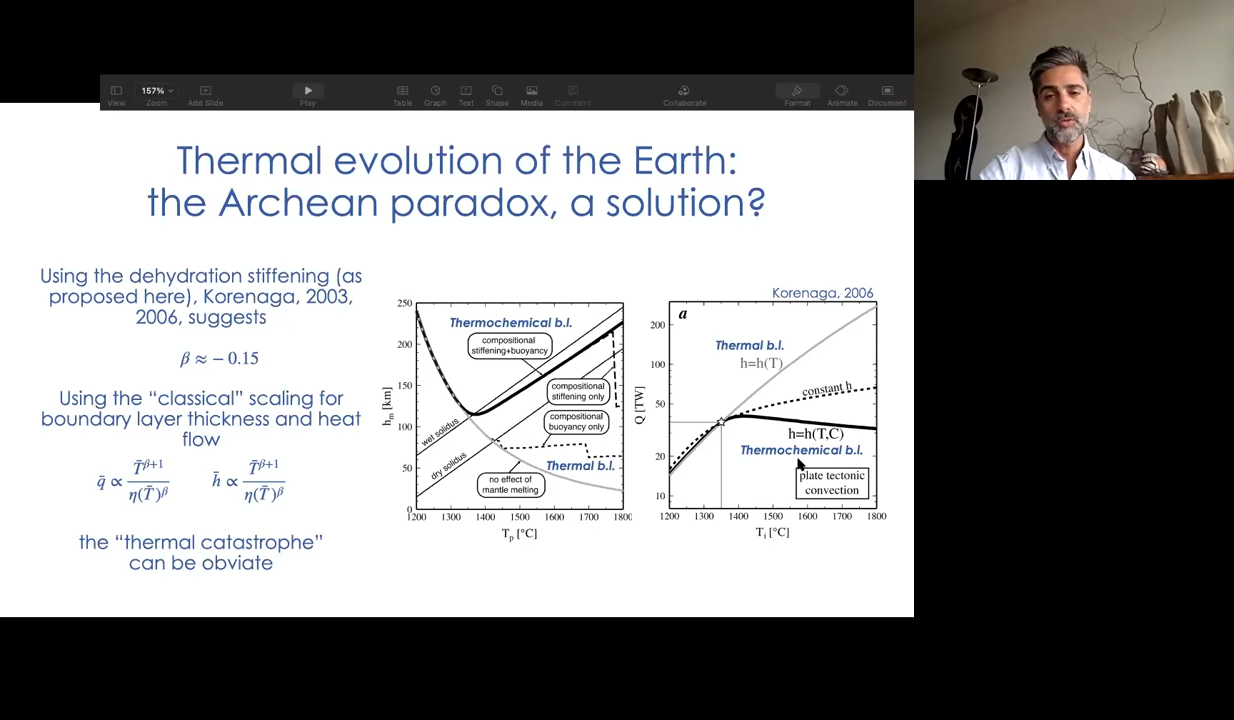 157%
View
Zoom
Add Slide
Play
Table
Graph
Text
Shape
Media
Comment
Collaborate
Format
Animate
Document
Thermal evolution of the Earth:
the Archean paradox, a solution?
Using the dehydration stiffening (as
proposed here), Korenaga, 2003,
2006, suggests
β ≈ − 0.15
Using the “classical” scaling for
boundary layer thickness and heat
flow
q̄ ∝ T̄^{β+1} / η(T̄)^β    h̄ ∝ T̄^{β+1} / η(T̄)^β
the “thermal catastrophe”
can be obviate
250
200
150
100
50
0
h_m [km]
1200 1300 1400 1500 1600 1700 1800
T_p [°C]
Thermochemical b.l.
compositional
stiffening+buoyancy
compositional
stiffening only
compositional
buoyancy only
wet solidus
dry solidus
Thermal b.l.
no effect of
mantle melting
Korenaga, 2006
a
200
100
50
20
10
Q [TW]
1200 1300 1400 1500 1600 1700 1800
T_i [°C]
Thermal b.l.
h=h(T)
constant h
h=h(T,C)
Thermochemical b.l.
plate tectonic
convection